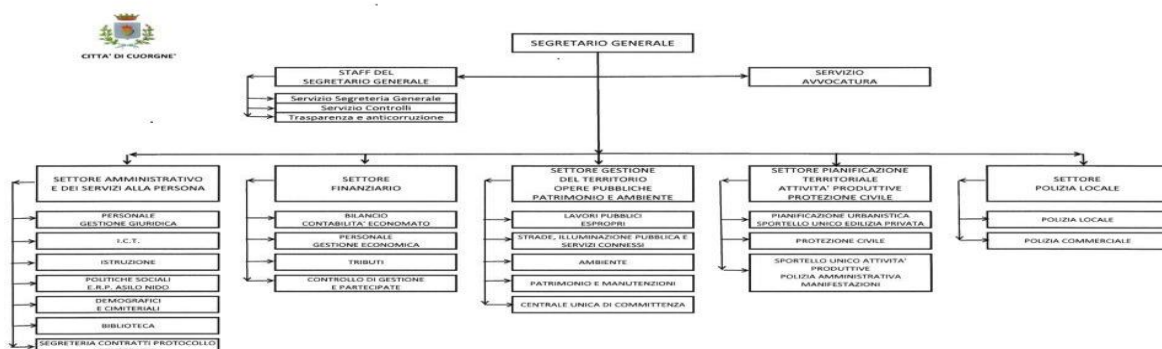 CITTA' DI CUORGNE'
SEGRETARIO GENERALE
STAFF DEL
SEGRETARIO GENERALE
Servizio Segreteria Generale
Servizio Controlli
Trasparenza e anticorruzione
SERVIZIO
AVVOCATURA
SETTORE AMMINISTRATIVO
E DEI SERVIZI ALLA PERSONA
PERSONALE
GESTIONE GIURIDICA
I.C.T.
ISTRUZIONE
POLITICHE SOCIALI
E.R.P. ASILO NIDO
DEMOGRAFICI
E CIMITERIALI
BIBLIOTECA
SEGRETERIA CONTRATTI PROTOCOLLO
SETTORE
FINANZIARIO
BILANCIO
CONTABILITA' ECONOMATO
PERSONALE
GESTIONE ECONOMICA
TRIBUTI
CONTROLLO DI GESTIONE
E PARTECIPATE
SETTORE GESTIONE
DEL TERRITORIO
OPERE PUBBLICHE
PATRIMONIO E AMBIENTE
LAVORI PUBBLICI
ESPROPRI
STRADE, ILLUMINAZIONE PUBBLICA E
SERVIZI CONNESSI
AMBIENTE
PATRIMONIO E MANUTENZIONI
CENTRALE UNICA DI COMMITTENZA
SETTORE PIANIFICAZIONE
TERRITORIALE
ATTIVITA' PRODUTTIVE
PROTEZIONE CIVILE
PIANIFICAZIONE URBANISTICA
SPORTELLO UNICO EDILIZIA PRIVATA
PROTEZIONE CIVILE
SPORTELLO UNICO ATTIVITA'
PRODUTTIVE
POLIZIA AMMINISTRATIVA
MANIFESTAZIONI
SETTORE
POLIZIA LOCALE
POLIZIA LOCALE
POLIZIA COMMERCIALE